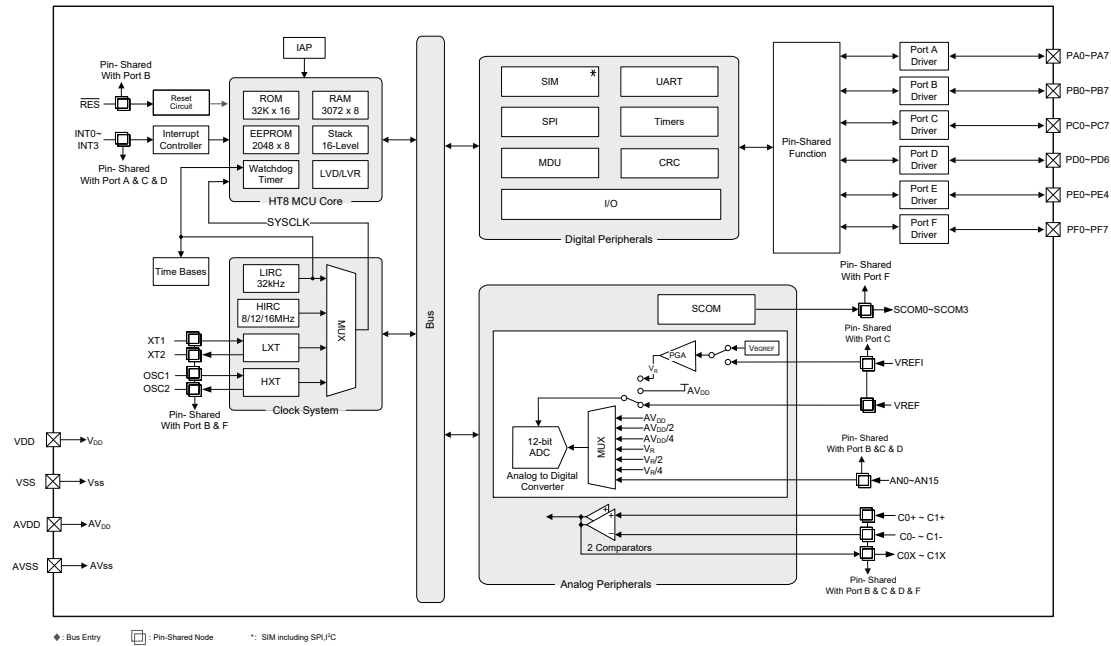 IAP
Pin- Shared
With Port B
RES
Reset
Circuit
INT0~
INT3
Interrupt
Controller
Pin- Shared
With Port A & C & D
ROM
32K x 16
RAM
3072 x 8
EEPROM
2048 x 8
Stack
16-Level
Watchdog
Timer
LVD/LVR
HT8 MCU Core
SYSCLK
Time Bases
LIRC
32kHz
HIRC
8/12/16MHz
LXT
HXT
MUX
Clock System
XT1
XT2
OSC1
OSC2
Pin- Shared
With Port B & F
VDD
VDD
VSS
Vss
AVDD
AVDD
AVSS
AVss
Bus
SIM
*
UART
SPI
Timers
MDU
CRC
I/O
Digital Peripherals
Pin-Shared
Function
Port A
Driver
PA0~PA7
Port B
Driver
PB0~PB7
Port C
Driver
PC0~PC7
Port D
Driver
PD0~PD6
Port E
Driver
PE0~PE4
Port F
Driver
PF0~PF7
Pin- Shared
With Port F
SCOM
SCOM0~SCOM3
Pin- Shared
With Port C
VBGREF
PGA
VR
AVDD
VREFI
VREF
12-bit
ADC
Analog to Digital
Converter
MUX
AVDD
AVDD/2
AVDD/4
VR
VR/2
VR/4
Pin- Shared
With Port B &C & D
AN0~AN15
+
+
−
2 Comparators
C0+ ~ C1+
C0- ~ C1-
C0X ~ C1X
Pin- Shared
With Port B & C & D & F
Analog Peripherals
: Bus Entry
: Pin-Shared Node
*: SIM including SPI,I²C